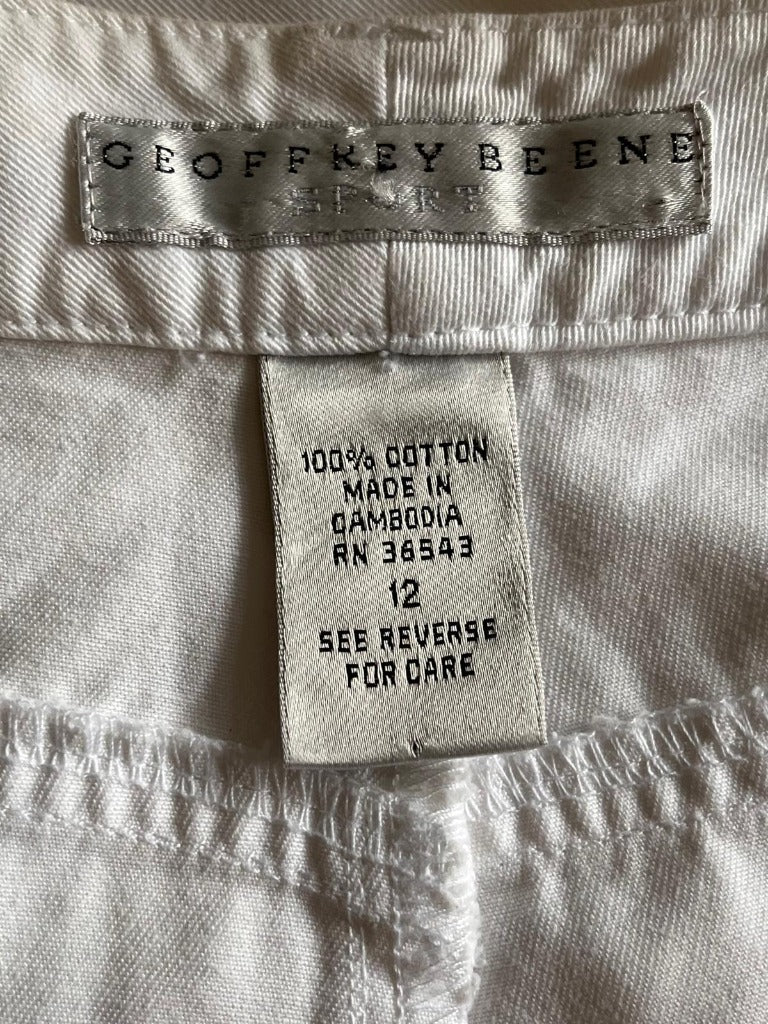 GEOFFREY BEENE
SPORT
100% COTTON
MADE IN
CAMBODIA
RN 36543
12
SEE REVERSE
FOR CARE